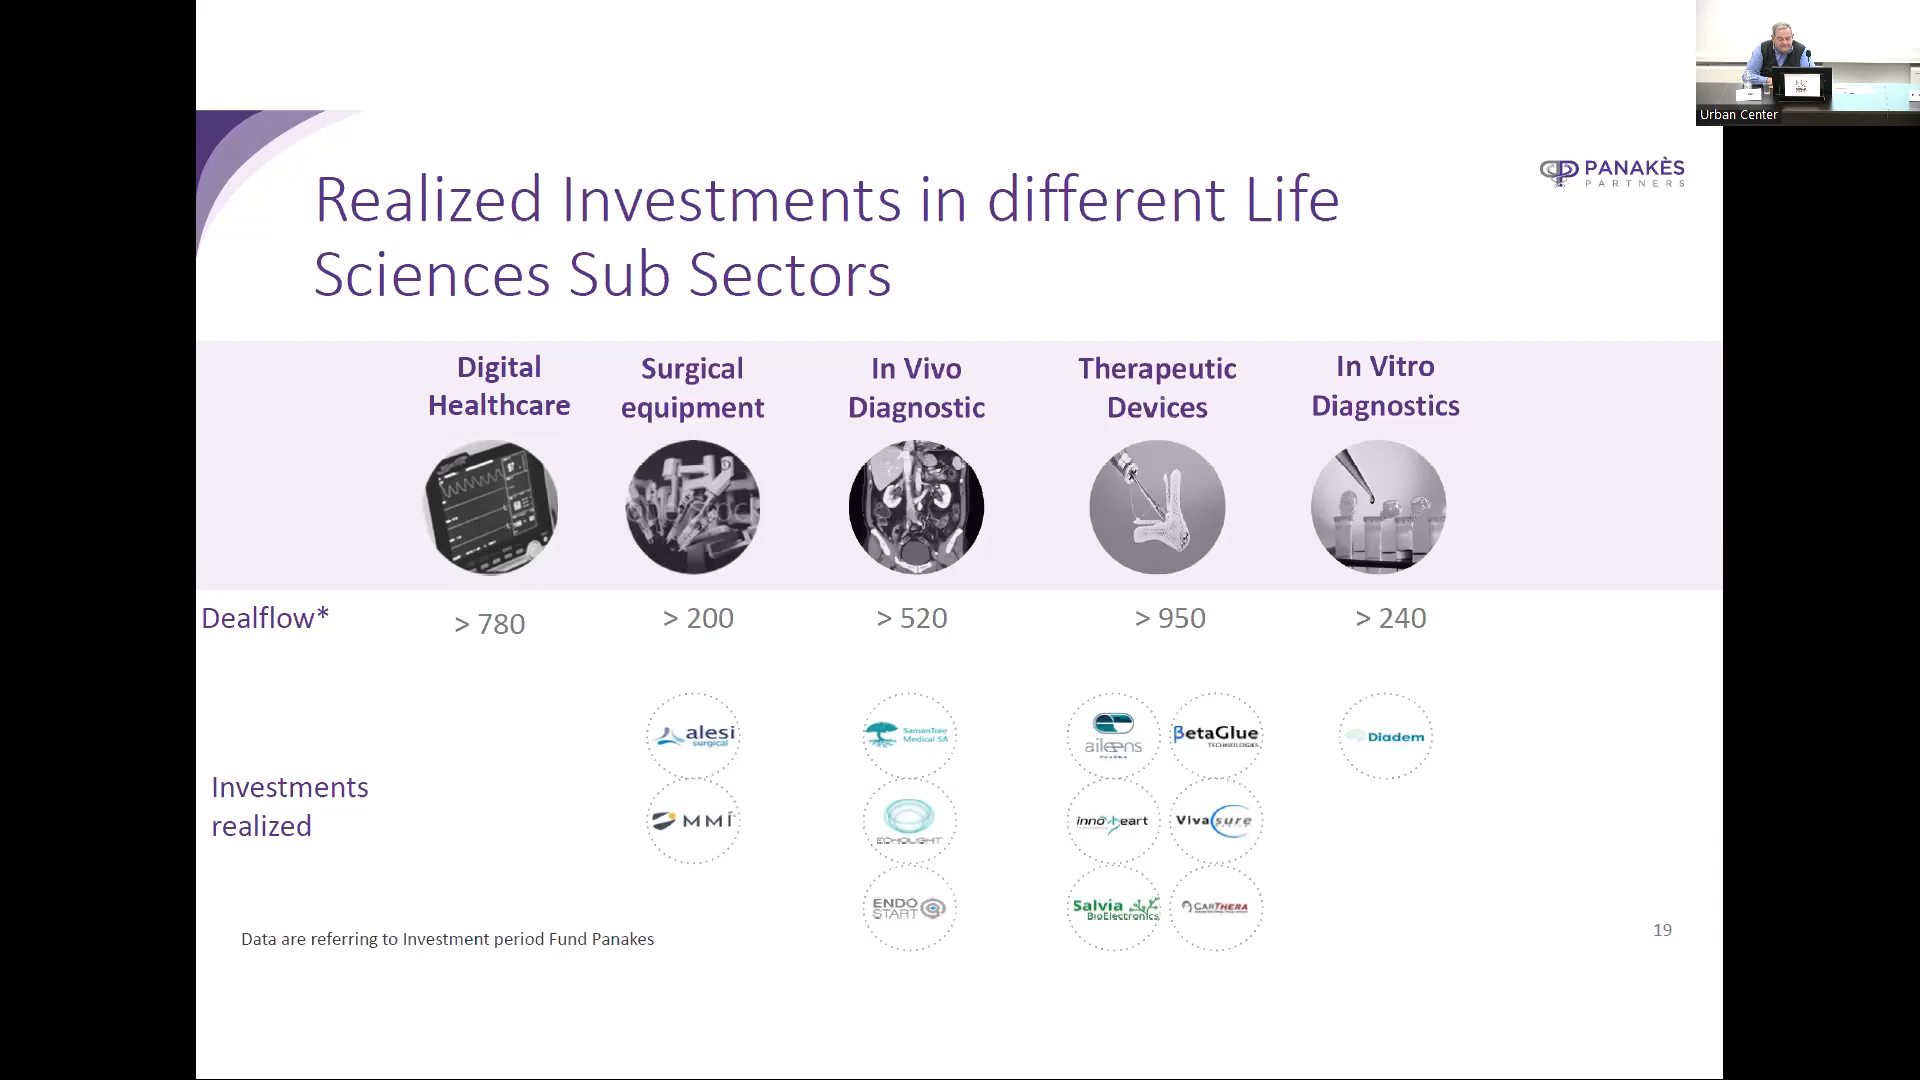 Urban Center
PANAKÈS
PARTNERS
Realized Investments in different Life
Sciences Sub Sectors
Digital
Healthcare
Surgical
equipment
In Vivo
Diagnostic
Therapeutic
Devices
In Vitro
Diagnostics
Dealflow*
> 780
> 200
> 520
> 950
> 240
Investments
realized
alesi
surgical
SamanTree
Medical SA
aileens
PHARMA
βetaGlue
TECHNOLOGIES
Diadem
MMI
ECHOLIGHT
innovheart
Vivasure
ENDO
START
Salvia
BioElectronics
CARTHERA
Data are referring to Investment period Fund Panakes
19